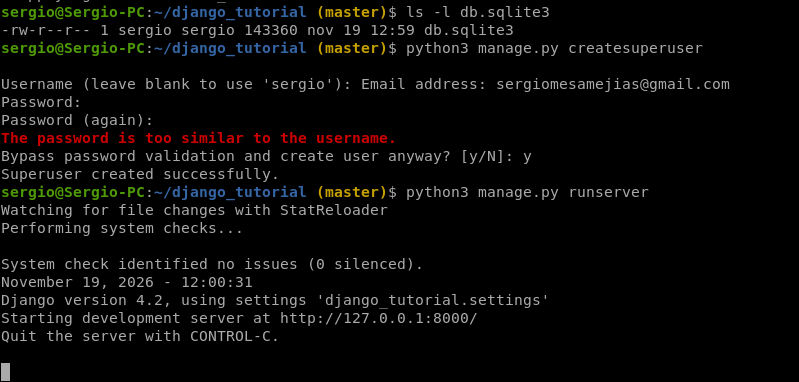 sergio@Sergio-PC:~/django_tutorial (master)$ ls -l db.sqlite3
-rw-r--r-- 1 sergio sergio 143360 nov 19 12:59 db.sqlite3
sergio@Sergio-PC:~/django_tutorial (master)$ python3 manage.py createsuperuser

Username (leave blank to use 'sergio'): Email address: sergiomesamejias@gmail.com
Password:
Password (again):
The password is too similar to the username.
Bypass password validation and create user anyway? [y/N]: y
Superuser created successfully.
sergio@Sergio-PC:~/django_tutorial (master)$ python3 manage.py runserver
Watching for file changes with StatReloader
Performing system checks...

System check identified no issues (0 silenced).
November 19, 2026 - 12:00:31
Django version 4.2, using settings 'django_tutorial.settings'
Starting development server at http://127.0.0.1:8000/
Quit the server with CONTROL-C.